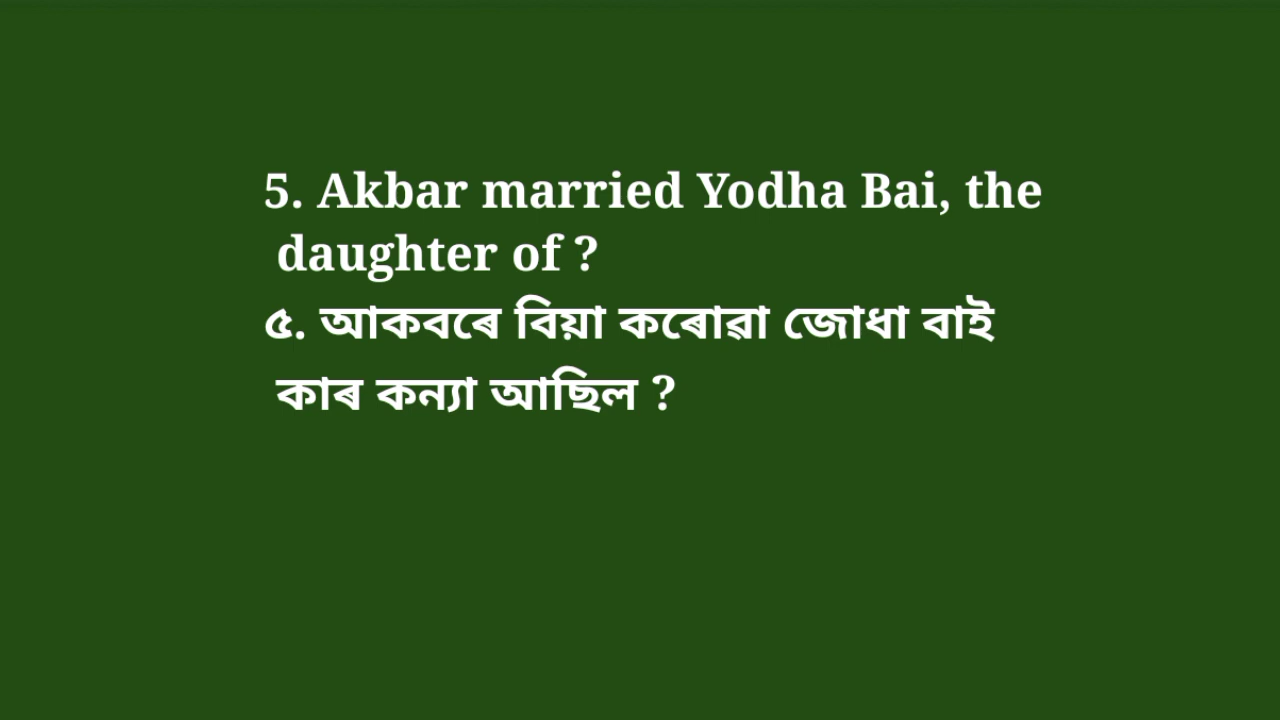 5. Akbar married Yodha Bai, the
daughter of ?
৫. আকবৰে বিয়া কৰোৱা জোধা বাই
কাৰ কন্যা আছিল ?